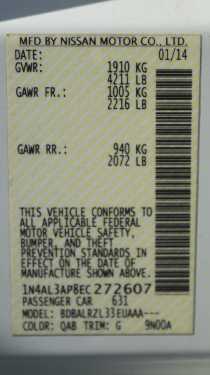 MFD BY NISSAN MOTOR CO., LTD.
DATE: 01/14
GVWR: 1910 KG
4211 LB
GAWR FR.: 1005 KG
2216 LB
GAWR RR.: 940 KG
2072 LB
THIS VEHICLE CONFORMS TO
ALL APPLICABLE FEDERAL
MOTOR VEHICLE SAFETY,
BUMPER, AND THEFT
PREVENTION STANDARDS IN
EFFECT ON THE DATE OF
MANUFACTURE SHOWN ABOVE.
1N4AL3AP8EC272607
PASSENGER CAR 631
MODEL: BDBALRZL33EUAAA---
COLOR: QAB TRIM: G 9N00A